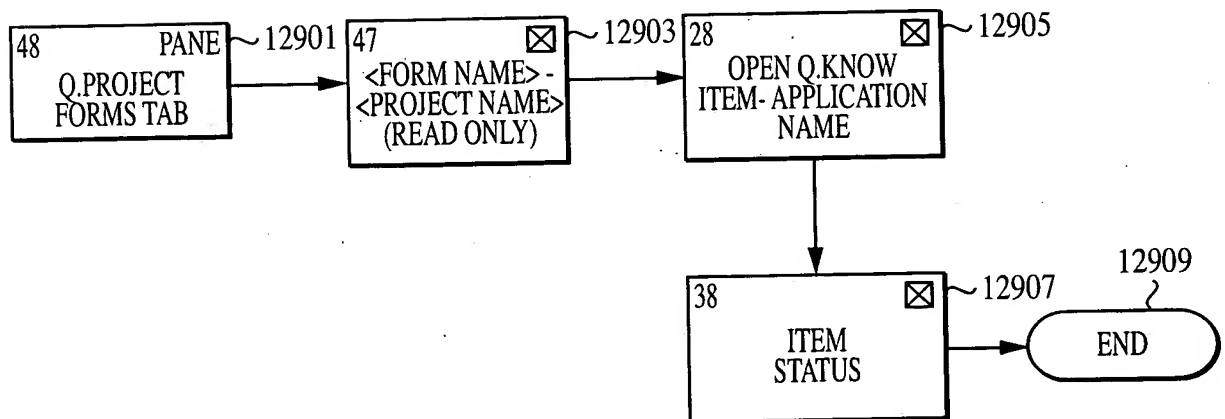 48 PANE 12901
Q.PROJECT
FORMS TAB
47 12903
<FORM NAME> -
<PROJECT NAME>
(READ ONLY)
28 12905
OPEN Q.KNOW
ITEM- APPLICATION
NAME
38 12907
ITEM
STATUS
12909
END